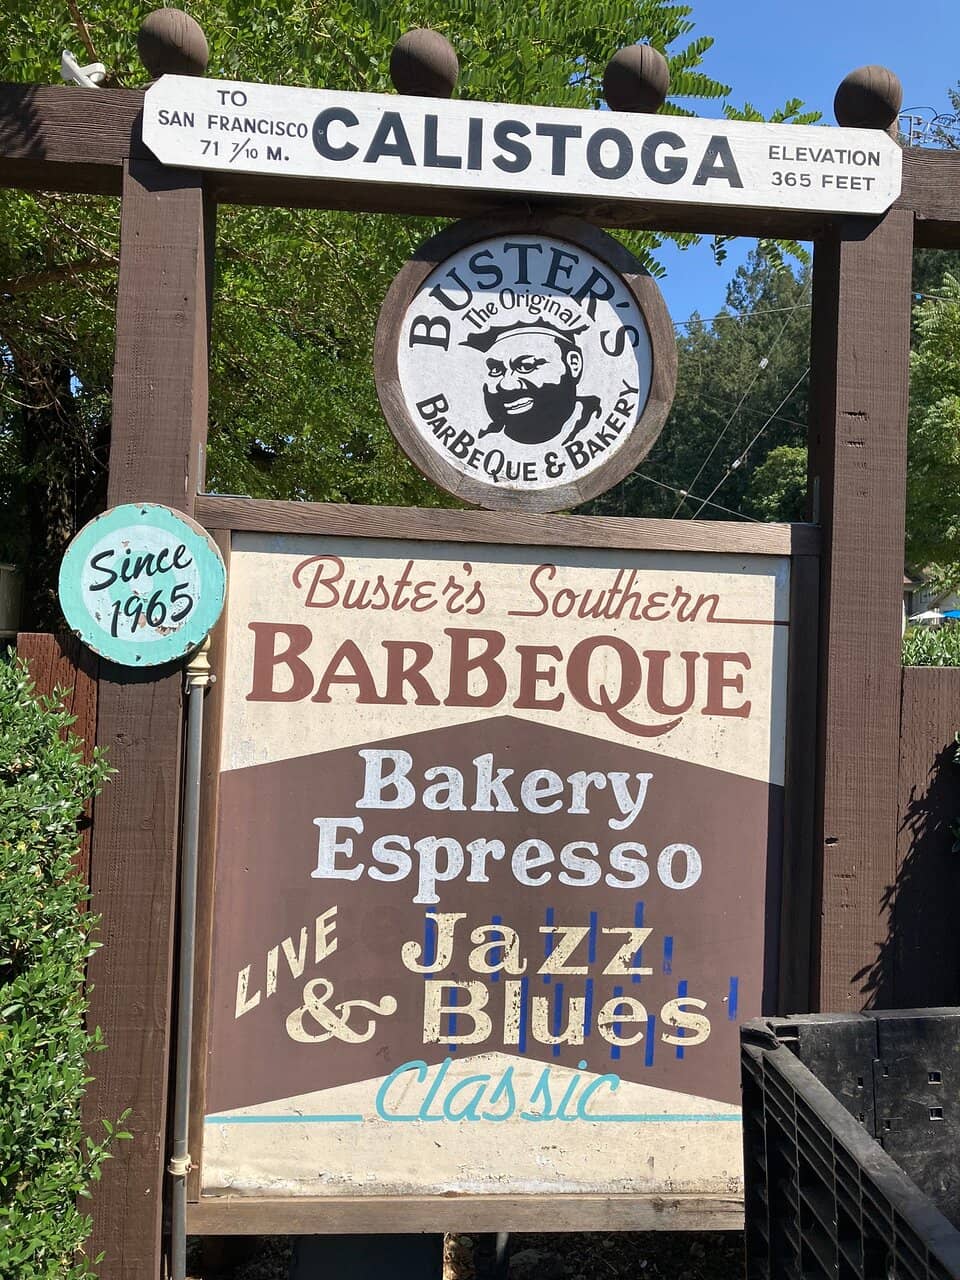 TO
SAN FRANCISCO
71 7/10 M.
CALISTOGA
ELEVATION
365 FEET
BUSTER'S
The Original
BARBEQUE & BAKERY
Since
1965
Buster's Southern
BARBEQUE
Bakery
Espresso
LIVE Jazz
& Blues
Classic